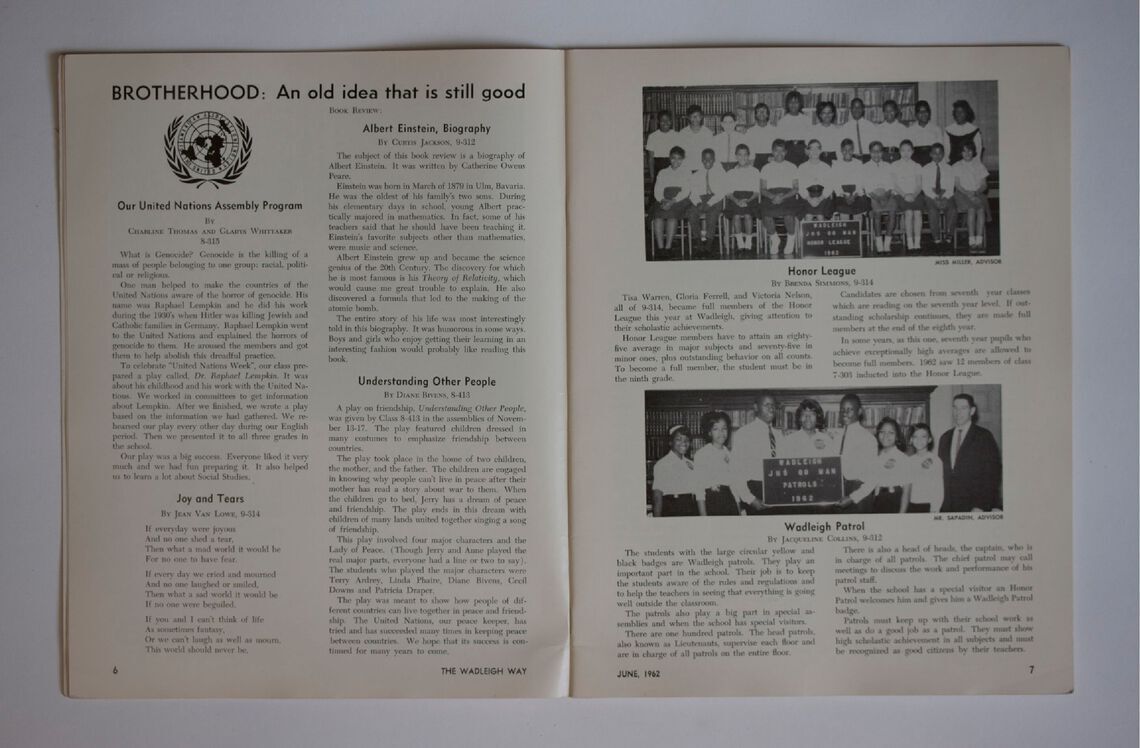 BROTHERHOOD: An old idea that is still good
Our United Nations Assembly Program
By
Charline Thomas and Gladys Whittaker
8-315
What is Genocide? Genocide is the killing of a
mass of people belonging to one group: racial, politi-
cal or religious.
One man helped to make the countries of the
United Nations aware of the horror of genocide. His
name was Raphael Lempkin and he did his work
during the 1930's when Hitler was killing Jewish and
Catholic families in Germany. Raphael Lempkin went
to the United Nations and explained the horrors of
genocide to them. He aroused the members and got
them to help abolish this dreadful practice.
To celebrate "United Nations Week", our class pre-
pared a play called, Dr. Raphael Lempkin. It was
about his childhood and his work with the United Na-
tions. We worked in committees to get information
about Lempkin. After we finished, we wrote a play
based on the information we had gathered. We re-
hearsed our play every other day during our English
period. Then we presented it to all three grades in
the school.
Our play was a big success. Everyone liked it very
much and we had fun preparing it. It also helped
us to learn a lot about Social Studies.
Joy and Tears
By Jean Van Lowe, 9-314
If everyday were joyous
And no one shed a tear,
Then what a mad world it would be
For no one to have fear.
If every day we cried and mourned
And no one laughed or smiled,
Then what a sad world it would be
If no one were beguiled.
If you and I can't think of life
As sometimes fantasy,
Or we can't laugh as well as mourn,
This world should never be.
Book Review:
Albert Einstein, Biography
By Curtis Jackson, 9-312
The subject of this book review is a biography of
Albert Einstein. It was written by Catherine Owens
Peare.
Einstein was born in March of 1879 in Ulm, Bavaria.
He was the oldest of his family's two sons. During
his elementary days in school, young Albert prac-
tically majored in mathematics. In fact, some of his
teachers said that he should have been teaching it.
Einstein's favorite subjects other than mathematics,
were music and science.
Albert Einstein grew up and became the science
genius of the 20th Century. The discovery for which
he is most famous is his Theory of Relativity, which
would cause me great trouble to explain. He also
discovered a formula that led to the making of the
atomic bomb.
The entire story of his life was most interestingly
told in this biography. It was humorous in some ways.
Boys and girls who enjoy getting their learning in an
interesting fashion would probably like reading this
book.
Understanding Other People
By Diane Bivens, 8-413
A play on friendship, Understanding Other People,
was given by Class 8-413 in the assemblies of Novem-
ber 13-17. The play featured children dressed in
many costumes to emphasize friendship between
countries.
The play took place in the home of two children,
the mother, and the father. The children are engaged
in knowing why people can't live in peace after their
mother has read a story about war to them. When
the children go to bed, Jerry has a dream of peace
and friendship. The play ends in this dream with
children of many lands united together singing a song
of friendship.
This play involved four major characters and the
Lady of Peace. (Though Jerry and Anne played the
real major parts, everyone had a line or two to say).
The students who played the major characters were
Terry Ardrey, Linda Phaire, Diane Bivens, Cecil
Downs and Patricia Draper.
The play was meant to show how people of dif-
ferent countries can live together in peace and friend-
ship. The United Nations, our peace keeper, has
tried and has succeeded many times in keeping peace
between countries. We hope that its success is con-
tinued for many years to come.
6
THE WADLEIGH WAY
WADLEIGH
JHS 88 MAN
HONOR LEAGUE
1962
MISS MILLER, ADVISOR
Honor League
By Brenda Simmons, 9-314
Tisa Warren, Gloria Ferrell, and Victoria Nelson,
all of 9-314, became full members of the Honor
League this year at Wadleigh, giving attention to
their scholastic achievements.
Honor League members have to attain an eighty-
five average in major subjects and seventy-five in
minor ones, plus outstanding behavior on all counts.
To become a full member, the student must be in
the ninth grade.
Candidates are chosen from seventh year classes
which are reading on the seventh year level. If out-
standing scholarship continues, they are made full
members at the end of the eighth year.
In some years, as this one, seventh year pupils who
achieve exceptionally high averages are allowed to
become full members. 1962 saw 12 members of class
7-303 inducted into the Honor League.
WADLEIGH
JHS 88 MAN
PATROLS
1962
MR. SAPADIN, ADVISOR
Wadleigh Patrol
By Jacqueline Collins, 9-312
The students with the large circular yellow and
black badges are Wadleigh patrols. They play an
important part in the school. Their job is to keep
the students aware of the rules and regulations and
to help the teachers in seeing that everything is going
well outside the classroom.
The patrols also play a big part in special as-
semblies and when the school has special visitors.
There are one hundred patrols. The head patrols,
also known as Lieutenants, supervise each floor and
are in charge of all patrols on the entire floor.
There is also a head of heads, the captain, who is
in charge of all patrols. The chief patrol may call
meetings to discuss the work and performance of his
patrol staff.
When the school has a special visitor an Honor
Patrol welcomes him and gives him a Wadleigh Patrol
badge.
Patrols must keep up with their school work as
well as do a good job as a patrol. They must show
high scholastic achievement in all subjects and must
be recognized as good citizens by their teachers.
JUNE, 1962
7